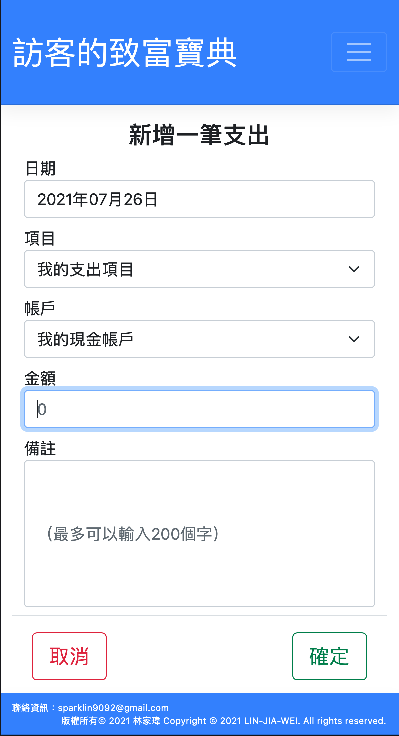 訪客的致富寶典
新增一筆支出
日期
2021年07月26日
項目
我的支出項目
帳戶
我的現金帳戶
金額
0
備註
（最多可以輸入200個字）
取消
確定
聯絡資訊：sparklin9092@gmail.com
版權所有© 2021 林家瑋 Copyright © 2021 LIN-JIA-WEI. All rights reserved.